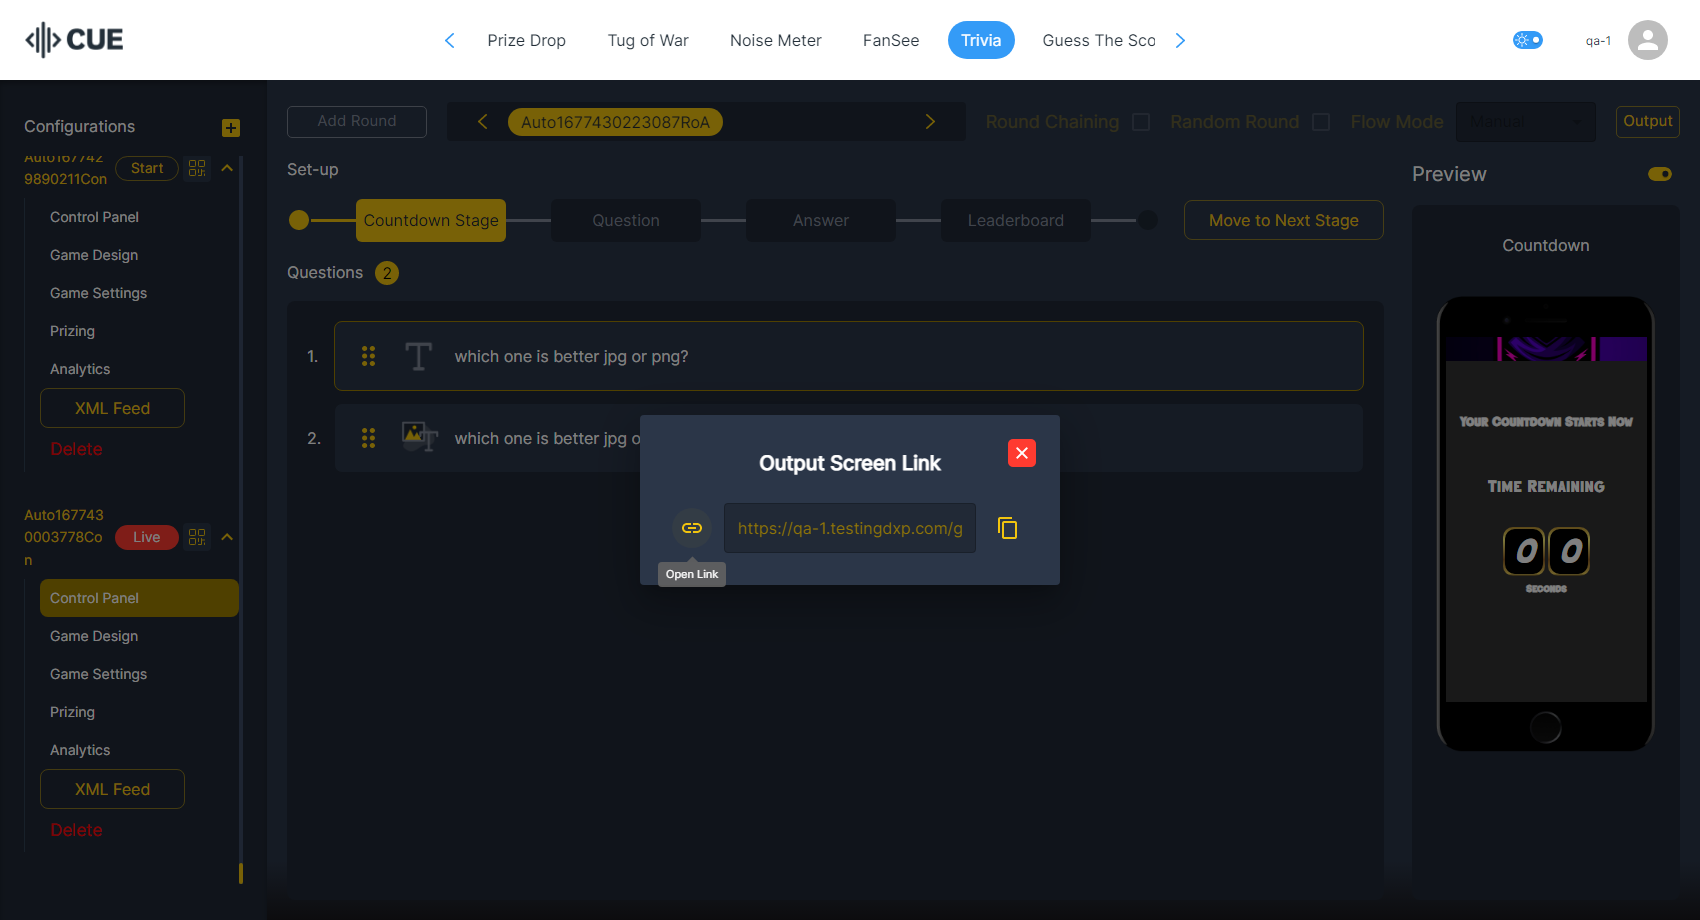 CUE
Prize Drop
Tug of War
Noise Meter
FanSee
Trivia
Guess The Sco
qa-1
Configurations
Auto167742
9890211Con
Start
Control Panel
Game Design
Game Settings
Prizing
Analytics
XML Feed
Delete
Auto167743
0003778Co
n
Live
Control Panel
Game Design
Game Settings
Prizing
Analytics
XML Feed
Delete
Add Round
Auto1677430223087RoA
Round Chaining
Random Round
Flow Mode
Manual
Output
Set-up
Countdown Stage
Question
Answer
Leaderboard
Move to Next Stage
Questions 2
1. which one is better jpg or png?
2. which one is better jpg o
Output Screen Link
https://qa-1.testingdxp.com/g
Open Link
Preview
Countdown
Your Countdown Starts Now
Time Remaining
0 0
Seconds